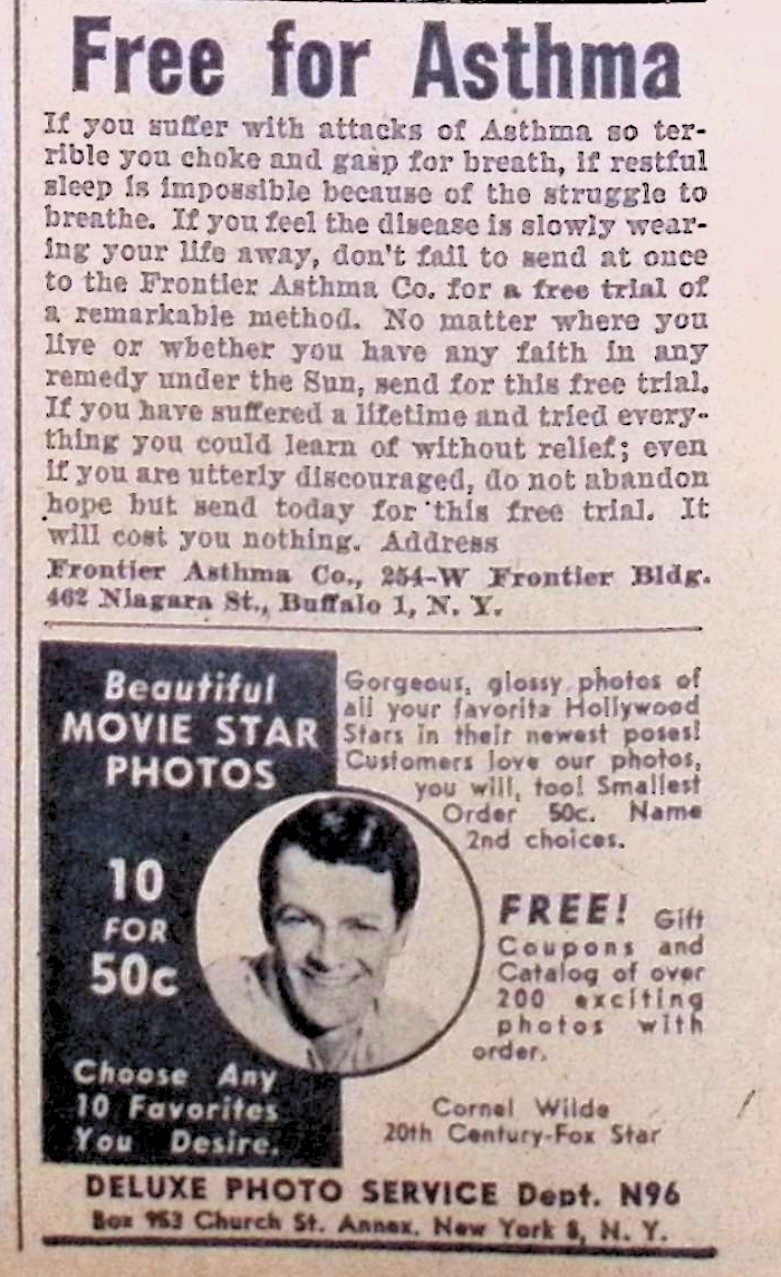 Free for Asthma
If you suffer with attacks of Asthma so ter-
rible you choke and gasp for breath, if restful
sleep is impossible because of the struggle to
breathe. If you feel the disease is slowly wear-
ing your life away, don't fail to send at once
to the Frontier Asthma Co. for a free trial of
a remarkable method. No matter where you
live or whether you have any faith in any
remedy under the Sun, send for this free trial.
If you have suffered a lifetime and tried every-
thing you could learn of without relief; even
if you are utterly discouraged, do not abandon
hope but send today for this free trial. It
will cost you nothing. Address
Frontier Asthma Co., 254-W Frontier Bldg.
462 Niagara St., Buffalo 1, N. Y.
Beautiful
MOVIE STAR
PHOTOS
10
FOR
50c
Choose Any
10 Favorites
You Desire.
Gorgeous, glossy photos of
all your favorite Hollywood
Stars in their newest poses!
Customers love our photos,
you will, too! Smallest
Order 50c. Name
2nd choices.
FREE! Gift
Coupons and
Catalog of over
200 exciting
photos with
order.
Cornel Wilde
20th Century-Fox Star
DELUXE PHOTO SERVICE Dept. N96
Box 953 Church St. Annex, New York 8, N. Y.